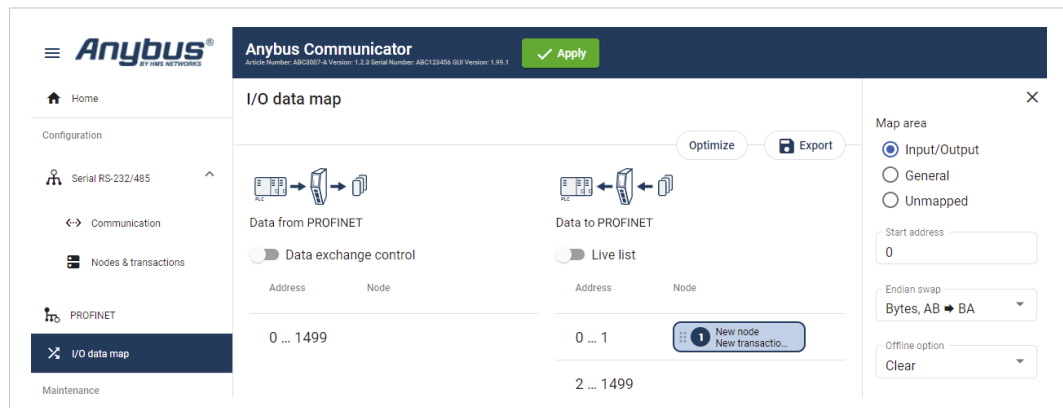 Anybus®
BY HMS NETWORKS
Anybus Communicator
Article Number: ABC3007-A Version: 1.2.3 Serial Number: ABC123456 GUI Version: 1.99.1
Apply
Home
Configuration
Serial RS-232/485
Communication
Nodes & transactions
PROFINET
I/O data map
Maintenance
I/O data map
Optimize
Export
PLC
Data from PROFINET
Data exchange control
Address Node
0 ... 1499
PLC
Data to PROFINET
Live list
Address Node
0 ... 1
1
New node
New transactio...
2 ... 1499
Map area
Input/Output
General
Unmapped
Start address
0
Endian swap
Bytes, AB ➡ BA
Offline option
Clear